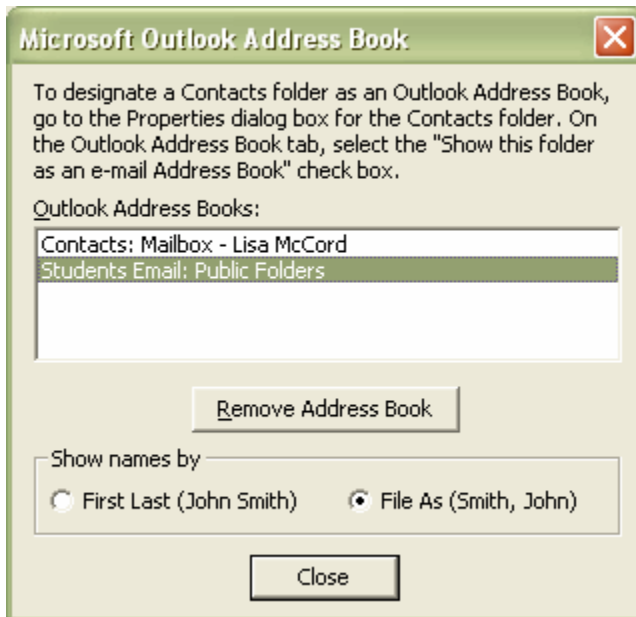 Microsoft Outlook Address Book
To designate a Contacts folder as an Outlook Address Book,
go to the Properties dialog box for the Contacts folder. On
the Outlook Address Book tab, select the "Show this folder
as an e-mail Address Book" check box.
Outlook Address Books:
Contacts: Mailbox - Lisa McCord
Students Email: Public Folders
Remove Address Book
Show names by
First Last (John Smith) File As (Smith, John)
Close